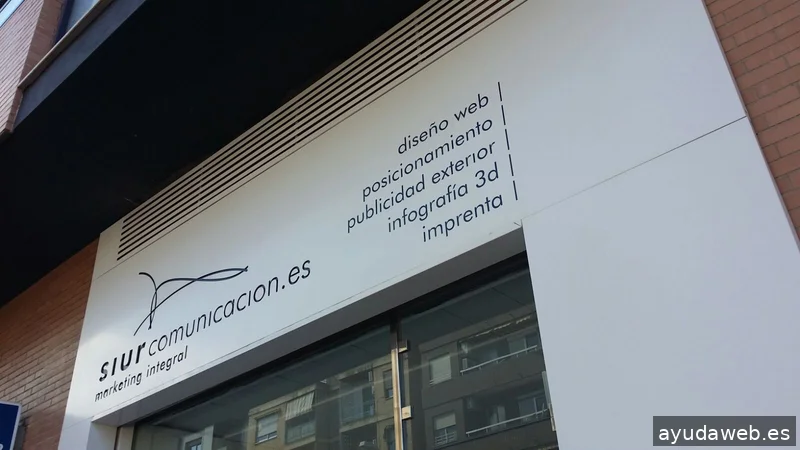 diseño web |
posicionamiento |
publicidad exterior |
infografía 3d |
imprenta |
siurcomunicacion.es
marketing integral
ayudaweb.es